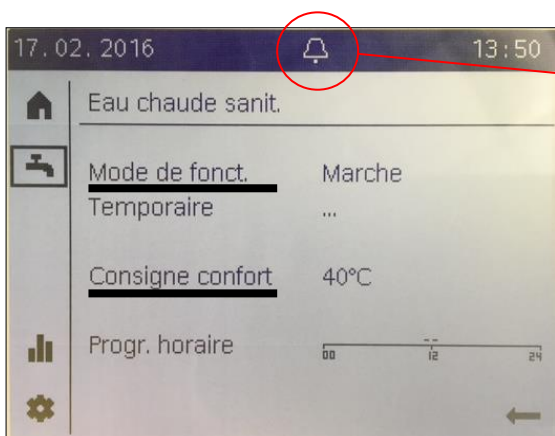 17.02.2016 13:50
Eau chaude sanit.
Mode de fonct. Marche
Temporaire ...
Consigne confort 40°C
Progr. horaire
00 12 24